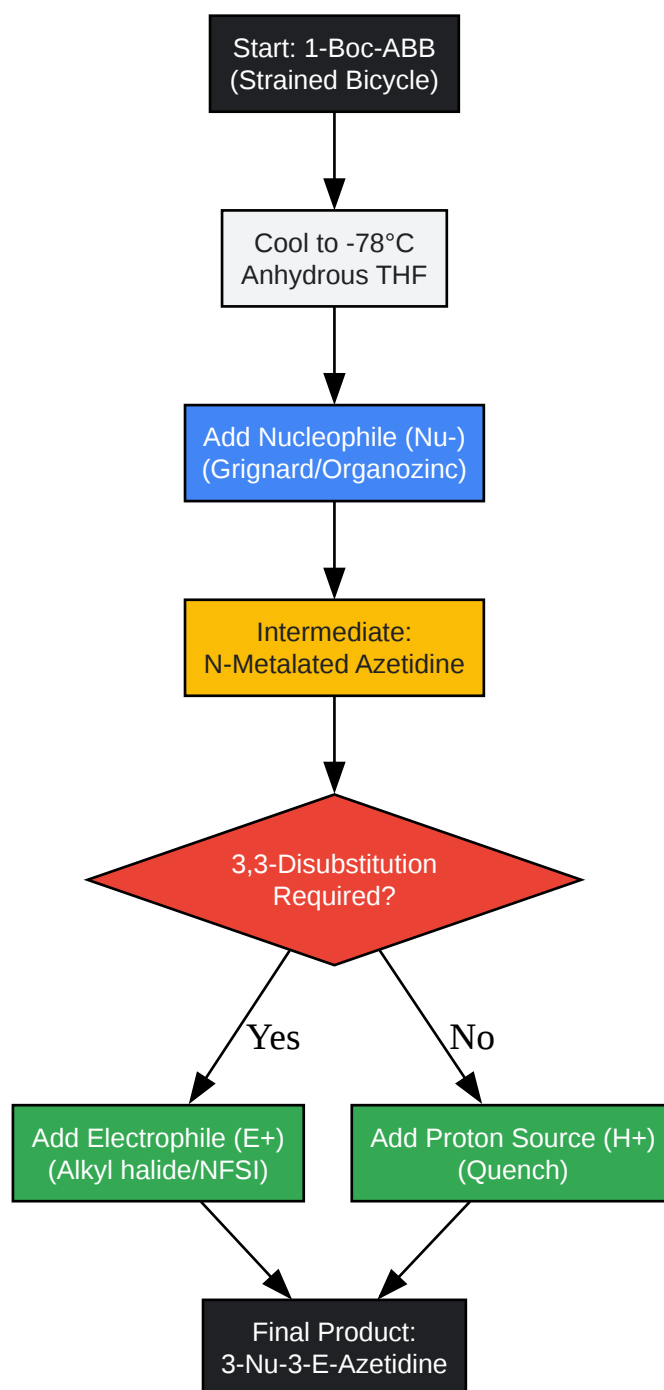 Start: 1-Boc-ABB
(Strained Bicycle)
Cool to -78°C
Anhydrous THF
Add Nucleophile (Nu-)
(Grignard/Organozinc)
Intermediate:
N-Metalated Azetidine
3,3-Disubstitution
Required?
Yes
No
Add Electrophile (E+)
(Alkyl halide/NFSI)
Add Proton Source (H+)
(Quench)
Final Product:
3-Nu-3-E-Azetidine